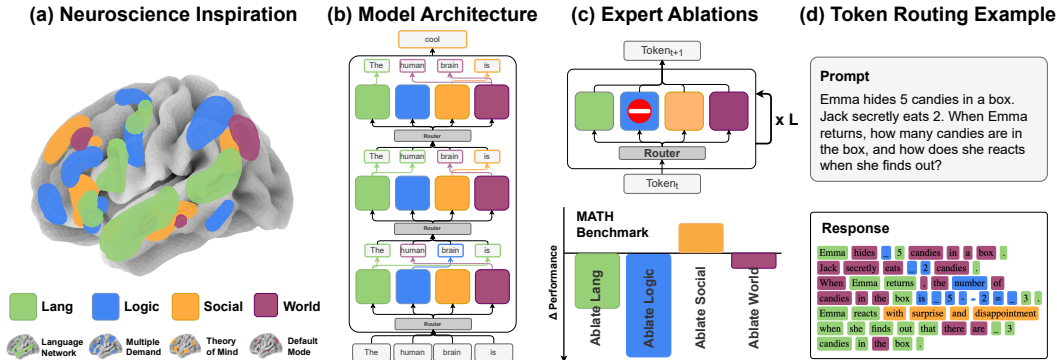 (a) Neuroscience Inspiration
Lang
Logic
Social
World
Language
Network
Multiple
Demand
Theory of
Mind
Default
Mode
(b) Model Architecture
cool
The human brain is
Router
The human brain is
Router
The human brain is
Router
The human brain is
(c) Expert Ablations
Token t+1
Router
Token t
x L
MATH
Benchmark
Δ Performance
Ablate Lang
Ablate Logic
Ablate Social
Ablate World
(d) Token Routing Example
Prompt
Emma hides 5 candies in a box.
Jack secretly eats 2. When Emma
returns, how many candies are in
the box, and how does she reacts
when she finds out?
Response
Emma hides _ 5 candies in a box .
Jack secretly eats _ 2 candies .
When Emma returns , the number of
candies in the box is _ 5 - _ 2 = _ 3 .
Emma reacts with surprise and disappointment
when she finds out that there are _ 3
candies in the box .